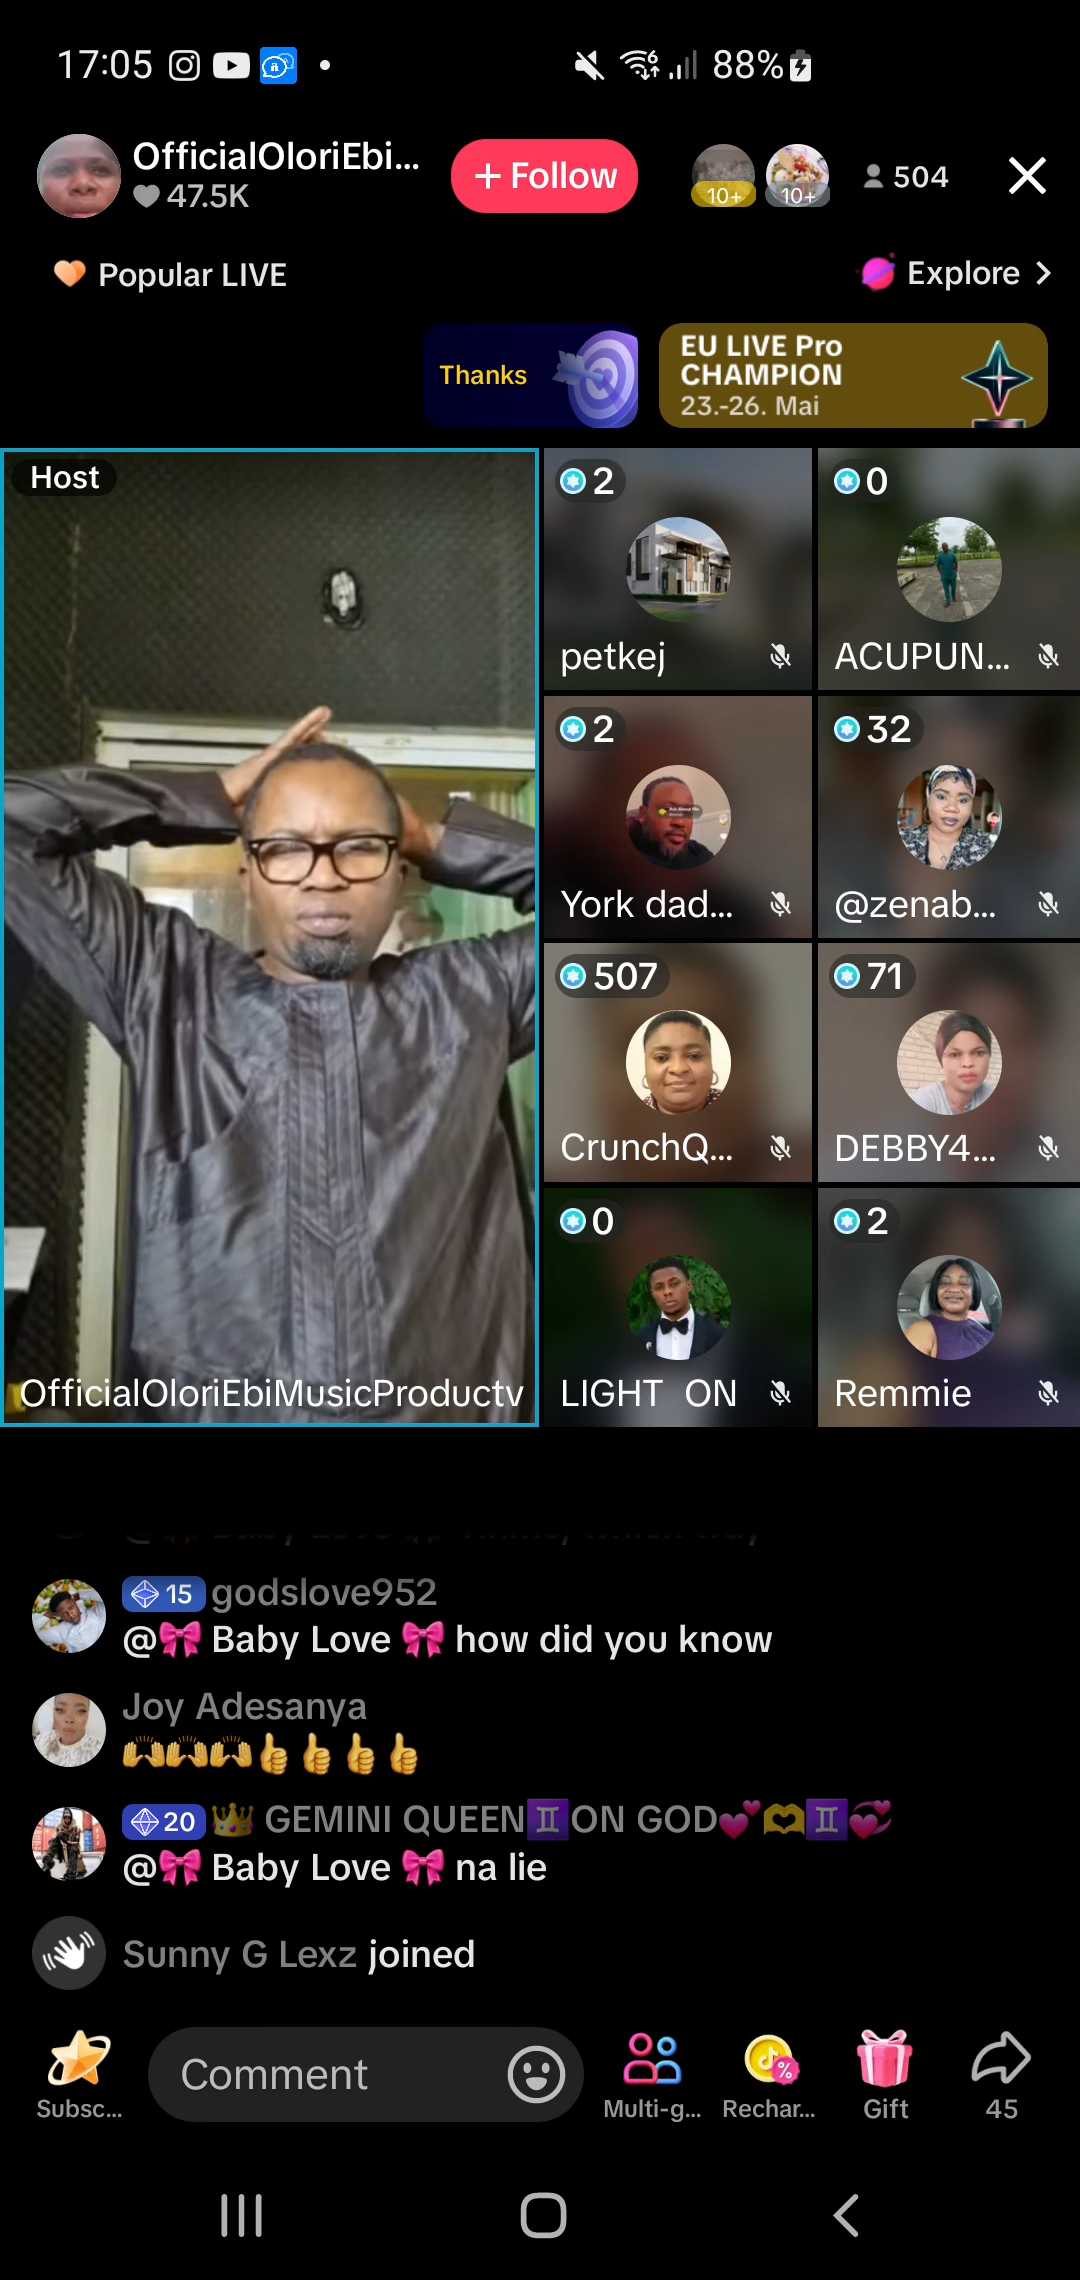 17:05
88%
OfficialOloriEbi...
47.5K
+ Follow
10+
10+
504
Popular LIVE
Explore
Thanks
EU LIVE Pro
CHAMPION
23.-26. Mai
Host
2
petkej
0
ACUPUN...
2
York dad...
32
@zenab...
507
CrunchQ...
71
DEBBY4...
0
LIGHT ON
2
Remmie
OfficialOloriEbiMusicProductv
15 godslove952
@🎀 Baby Love 🎀 how did you know
Joy Adesanya
🙌🙌🙌👍👍👍👍
20 👑 GEMINI QUEEN♊ON GOD💕🫶♊💞
@🎀 Baby Love 🎀 na lie
Sunny G Lexz joined
Comment
Subsc...
Multi-g...
Rechar...
Gift
45